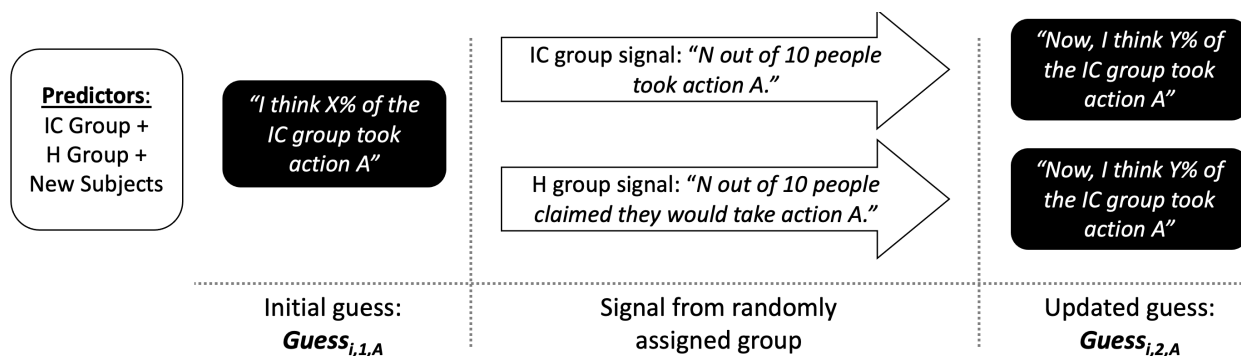 Predictors:
IC Group +
H Group +
New Subjects
“I think X% of the
IC group took
action A”
IC group signal: “N out of 10 people
took action A.”
H group signal: “N out of 10 people
claimed they would take action A.”
“Now, I think Y% of
the IC group took
action A”
“Now, I think Y% of
the IC group took
action A”
Initial guess:
Guess_{i,1,A}
Signal from randomly
assigned group
Updated guess:
Guess_{i,2,A}